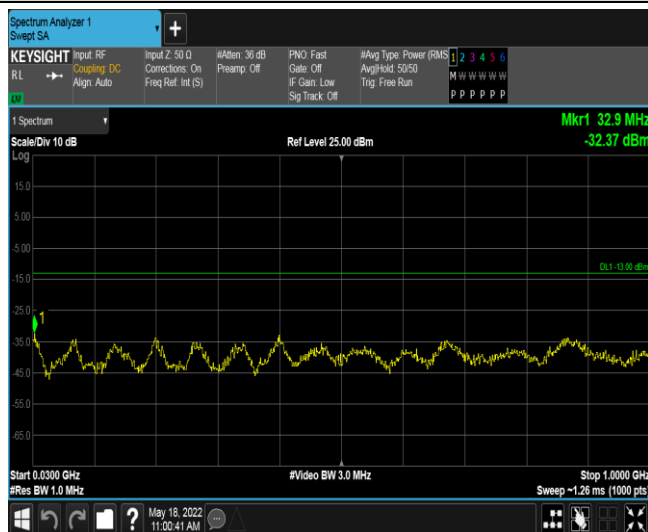 Spectrum Analyzer 1
Swept SA
+
KEYSIGHT
RL
LXI
Input: RF
Coupling: DC
Align: Auto
Input Z: 50 Ω
Corrections: On
Freq Ref: Int (S)
#Atten: 36 dB
Preamp: Off
PNO: Fast
Gate: Off
IF Gain: Low
Sig Track: Off
#Avg Type: Power (RMS
Avg|Hold: 50/50
Trig: Free Run
1 2 3 4 5 6
M W W W W W
P P P P P P
1 Spectrum
Scale/Div 10 dB
Ref Level 25.00 dBm
Mkr1 32.9 MHz
-32.37 dBm
Log
15.0
5.00
-5.00
-15.0
-25.0
-35.0
-45.0
-55.0
-65.0
DL1 -13.00 dBm
1
Start 0.0300 GHz
#Video BW 3.0 MHz
Stop 1.0000 GHz
#Res BW 1.0 MHz
Sweep ~1.26 ms (1000 pts)
?
May 18, 2022
11:00:41 AM